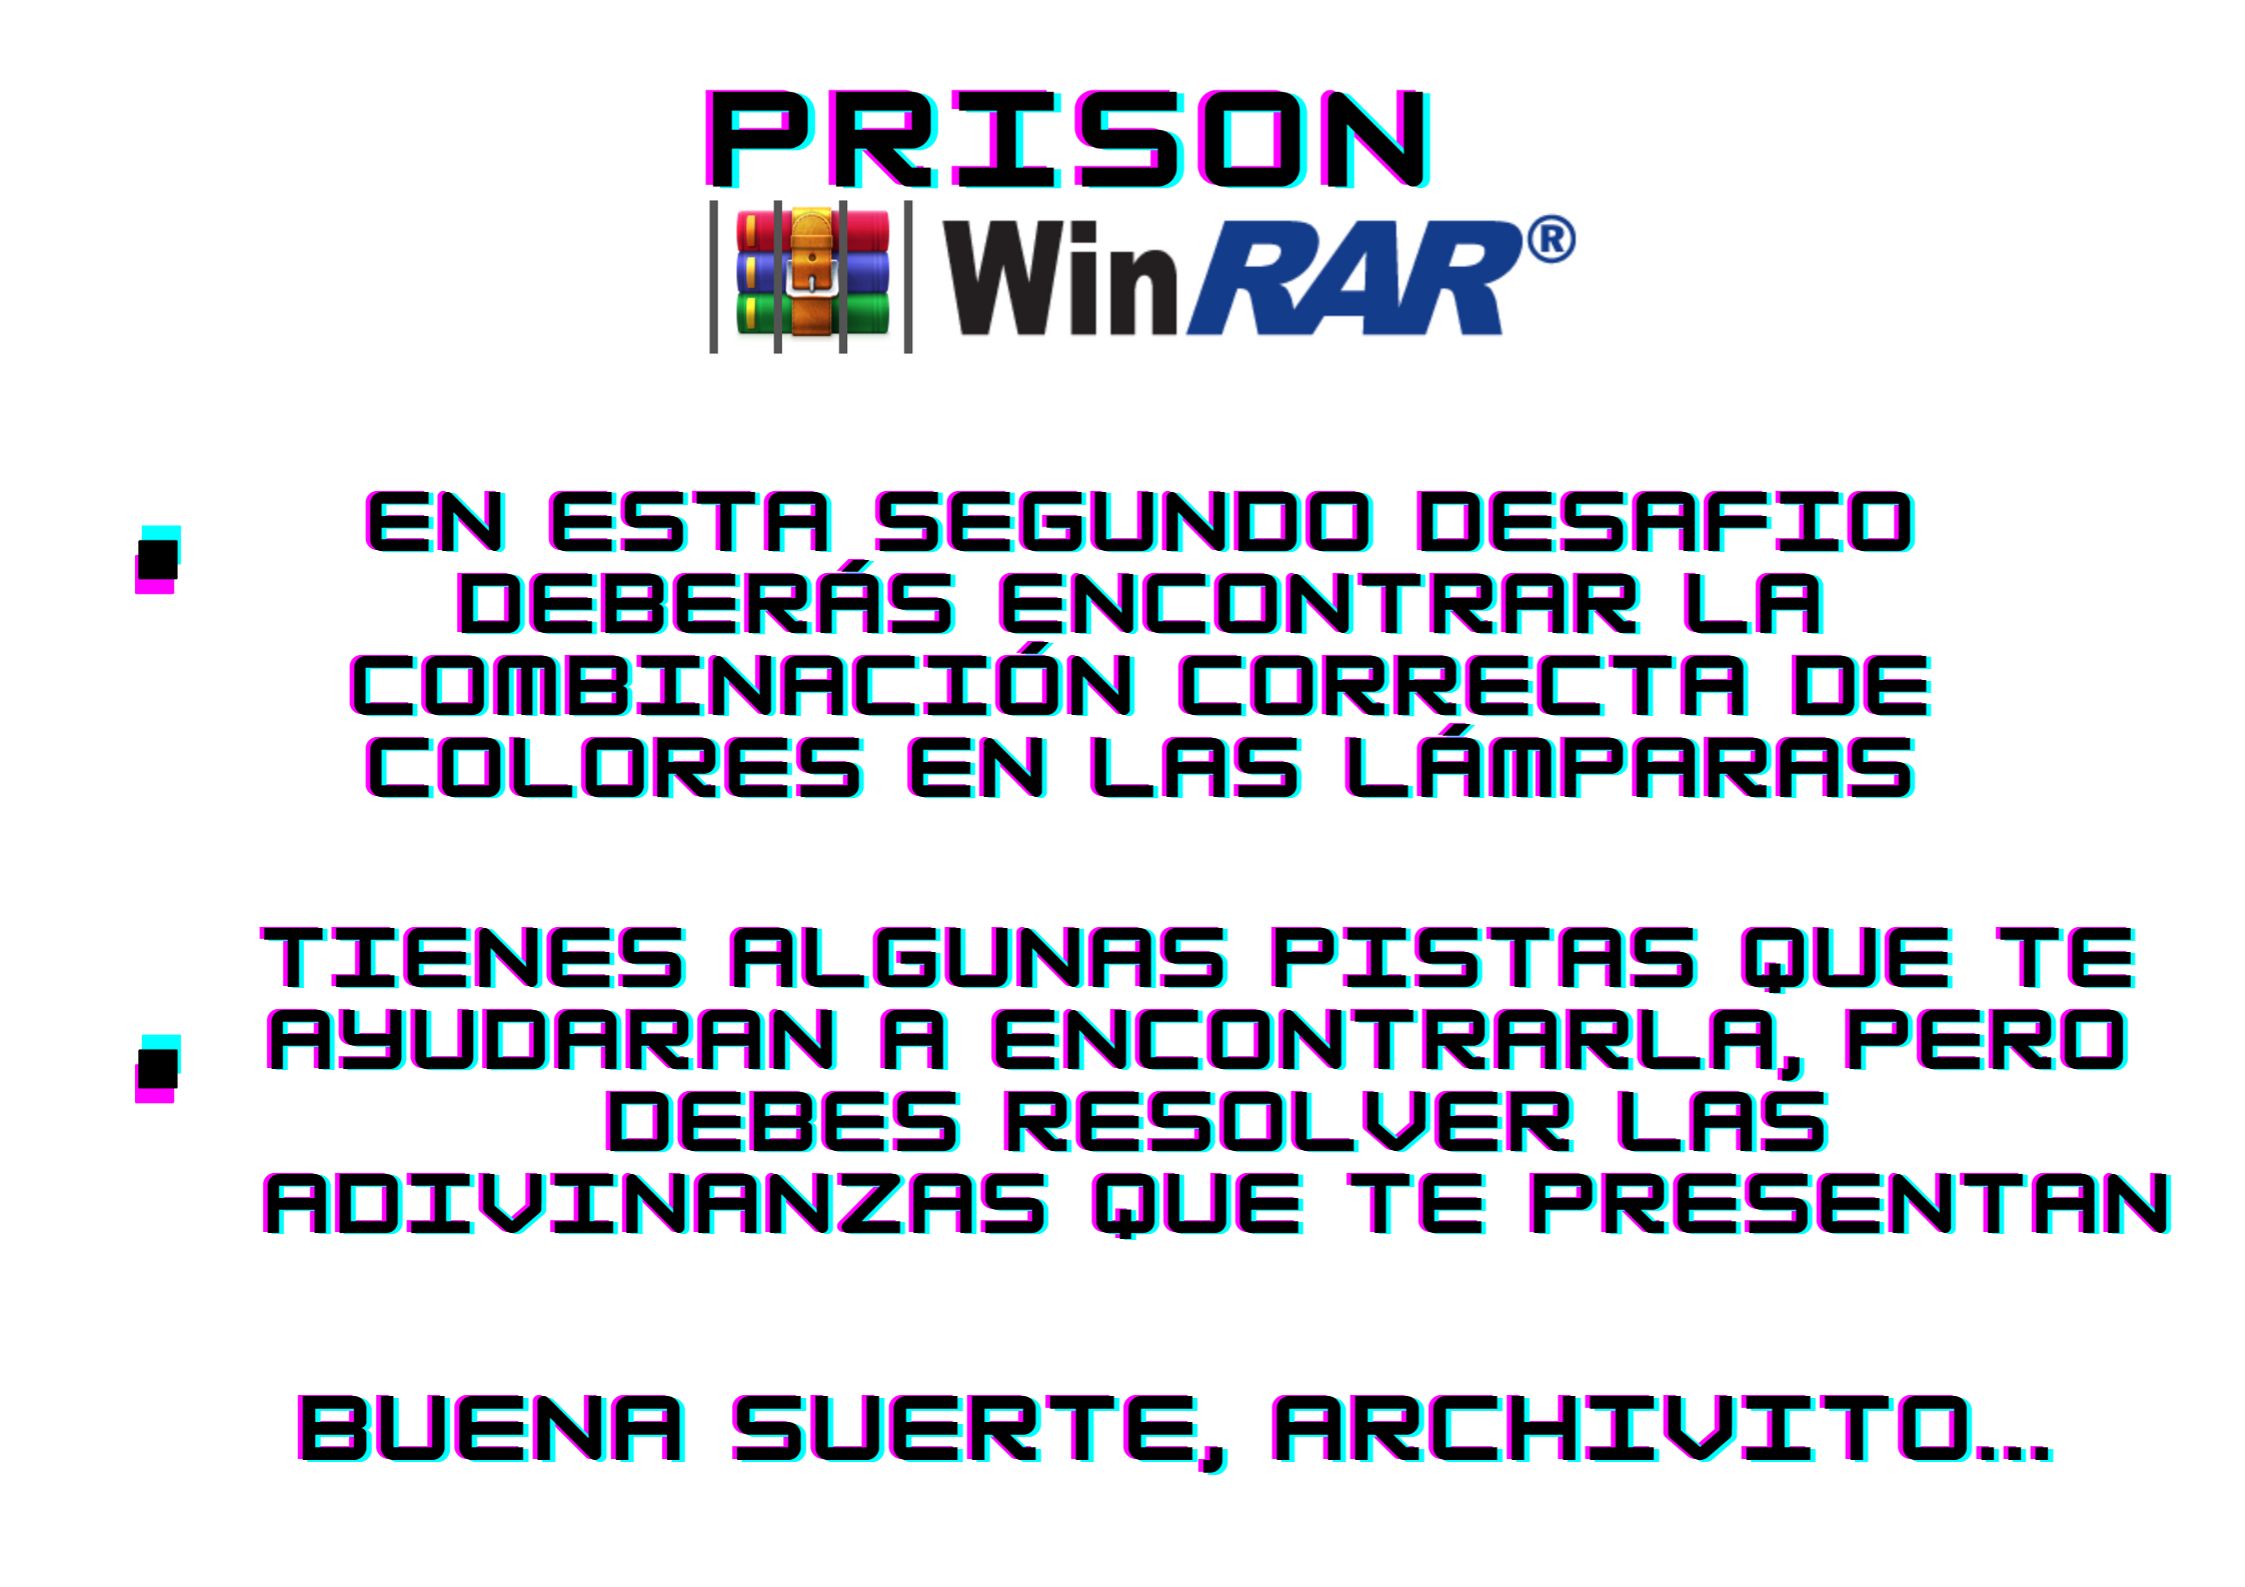 PRISON
WinRAR®
EN ESTA SEGUNDO DESAFIO
DEBERÁS ENCONTRAR LA
COMBINACIÓN CORRECTA DE
COLORES EN LAS LÁMPARAS
TIENES ALGUNAS PISTAS QUE TE
AYUDARAN A ENCONTRARLA, PERO
DEBES RESOLVER LAS
ADIVINANZAS QUE TE PRESENTAN
BUENA SUERTE, ARCHIVITO...